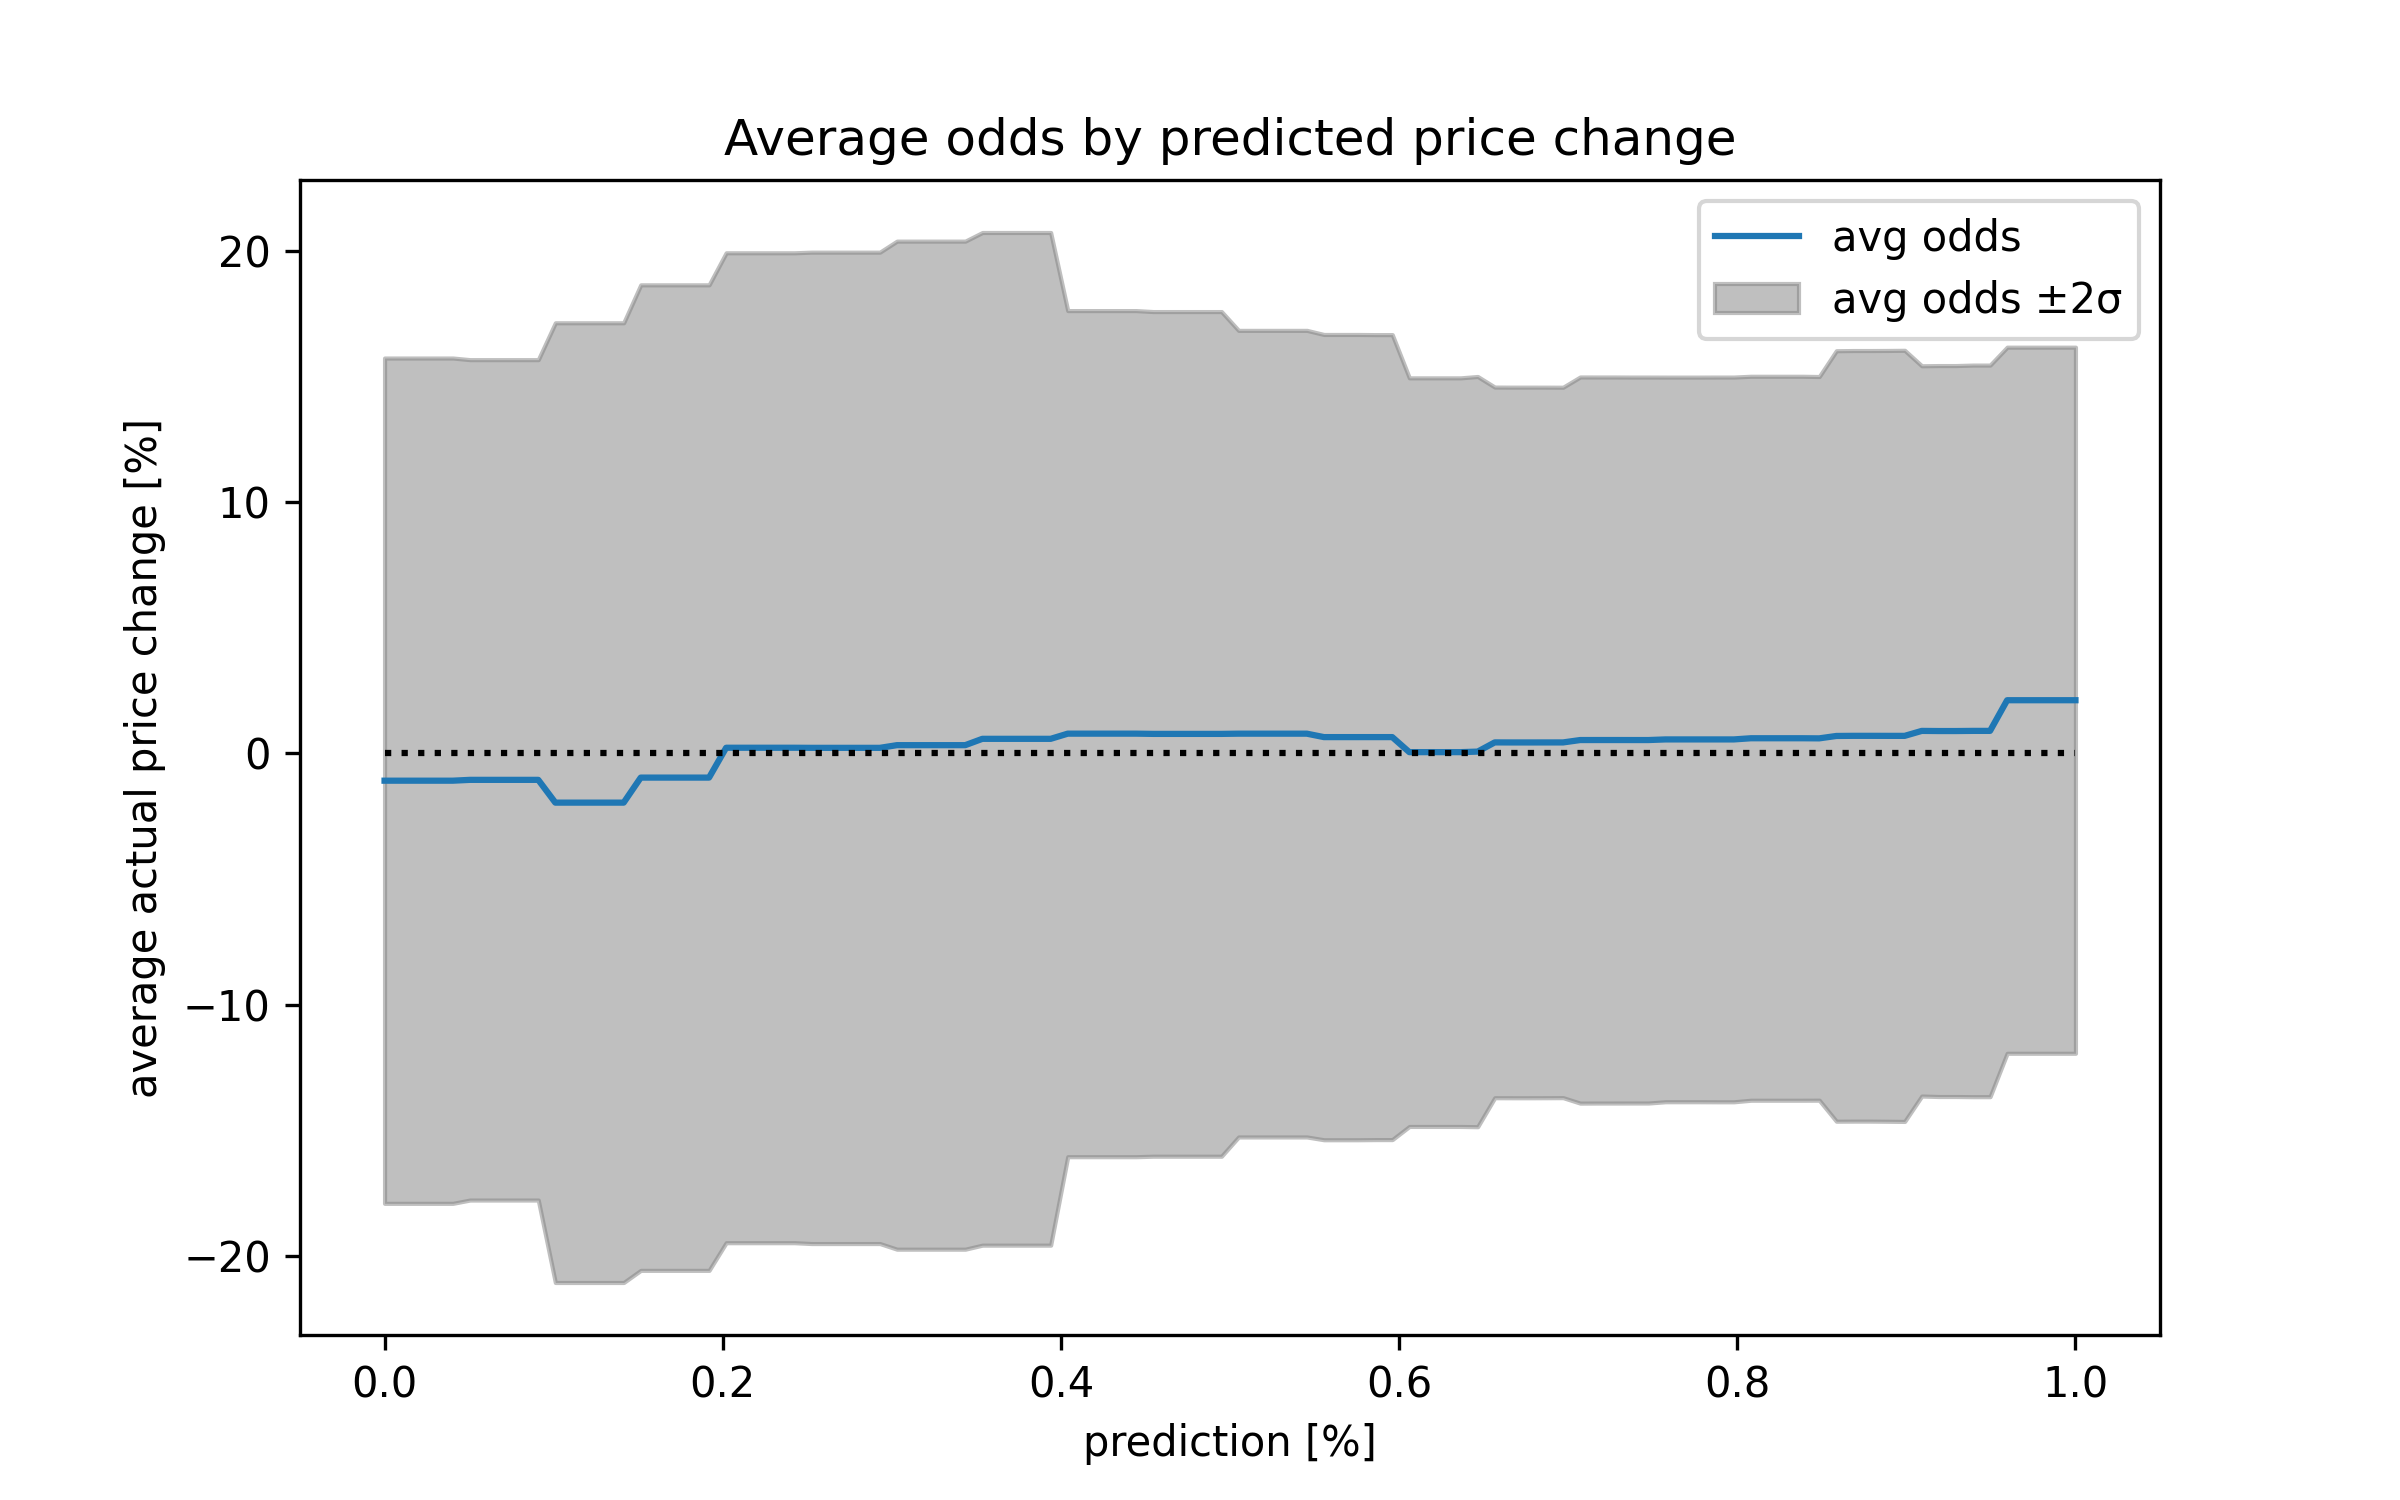 Average odds by predicted price change
avg odds
avg odds ±2σ
average actual price change [%]
20
10
0
−10
−20
0.0
0.2
0.4
0.6
0.8
1.0
prediction [%]